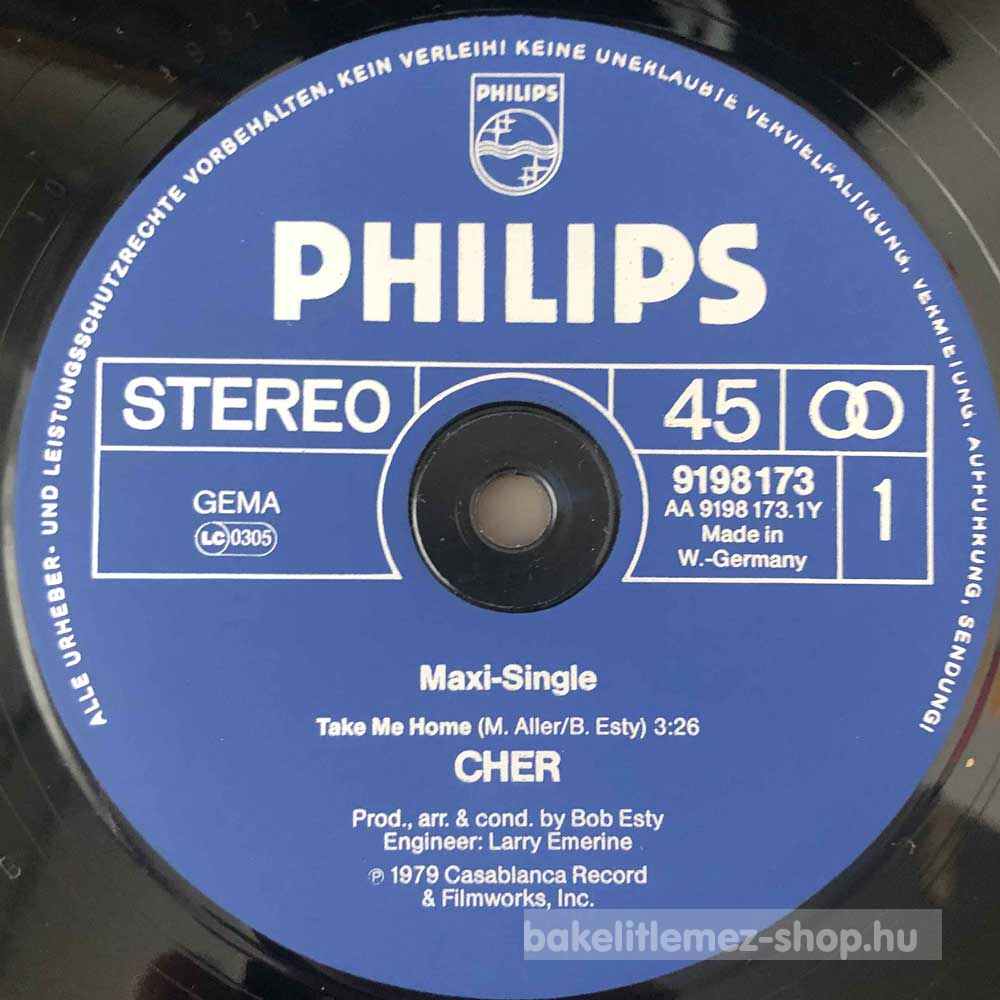 ALLE URHEBER- UND LEISTUNGSSCHUTZRECHTE VORBEHALTEN. KEIN VERLEIH! KEINE UNERLAUBTE VERVIELFÄLTIGUNG, VERMIETUNG, AUFFÜHRUNG, SENDUNG!
PHILIPS
PHILIPS
STEREO
45
GEMA
LC 0305
9198173
AA 9198 173.1Y
Made in
W.-Germany
1
Maxi-Single
Take Me Home (M. Aller/B. Esty) 3:26
CHER
Prod., arr. & cond. by Bob Esty
Engineer: Larry Emerine
℗ 1979 Casablanca Record
& Filmworks, Inc.
bakelitlemez-shop.hu